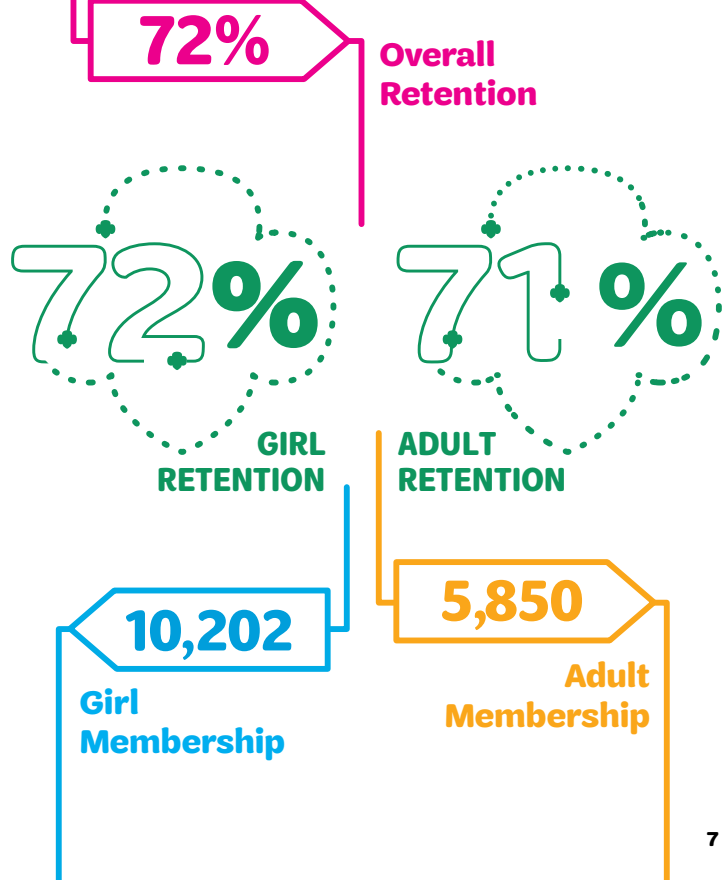 72%
Overall
Retention
72%
71%
GIRL
RETENTION
ADULT
RETENTION
10,202
Girl
Membership
5,850
Adult
Membership
7